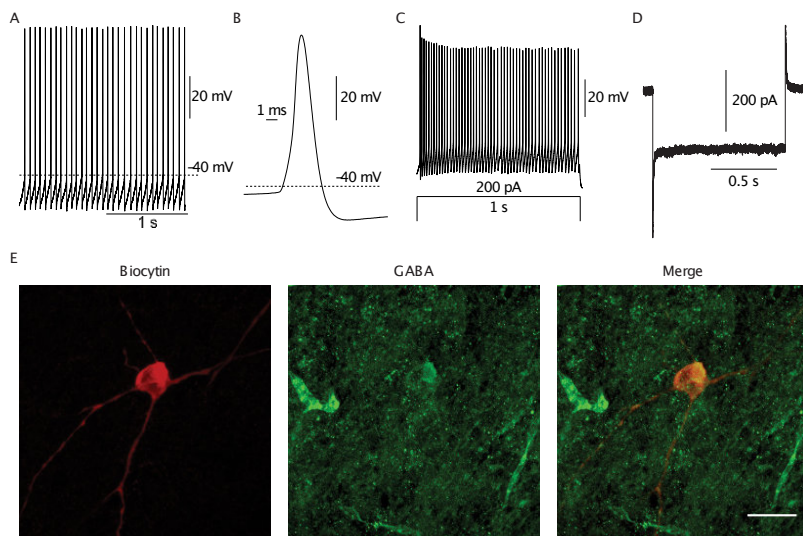 A
20 mV
-40 mV
1 s
B
1 ms
20 mV
-40 mV
C
20 mV
200 pA
1 s
D
200 pA
0.5 s
E
Biocytin
GABA
Merge